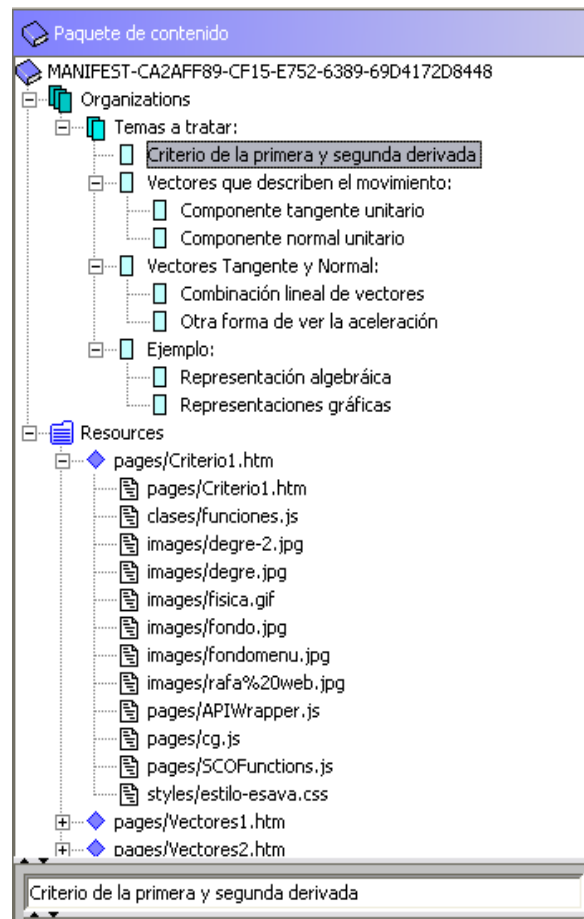 Paquete de contenido
MANIFEST-CA2AFF89-CF15-E752-6389-69D4172D8448
Organizations
Temas a tratar:
Criterio de la primera y segunda derivada
Vectores que describen el movimiento:
Componente tangente unitario
Componente normal unitario
Vectores Tangente y Normal:
Combinación lineal de vectores
Otra forma de ver la aceleración
Ejemplo:
Representación algebráica
Representaciones gráficas
Resources
pages/Criterio1.htm
pages/Criterio1.htm
clases/funciones.js
images/degre-2.jpg
images/degre.jpg
images/fisica.gif
images/fondo.jpg
images/fondomenu.jpg
images/rafa%20web.jpg
pages/APIWrapper.js
pages/cg.js
pages/SCOFunctions.js
styles/estilo-esava.css
pages/Vectores1.htm
pages/Vectores2.htm
Criterio de la primera y segunda derivada